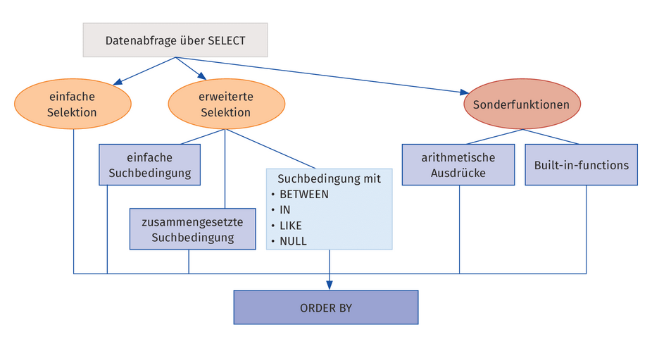 Datenabfrage über SELECT
einfache
Selektion
erweiterte
Selektion
Sonderfunktionen
einfache
Suchbedingung
zusammengesetzte
Suchbedingung
Suchbedingung mit
• BETWEEN
• IN
• LIKE
• NULL
arithmetische
Ausdrücke
Built-in-functions
ORDER BY